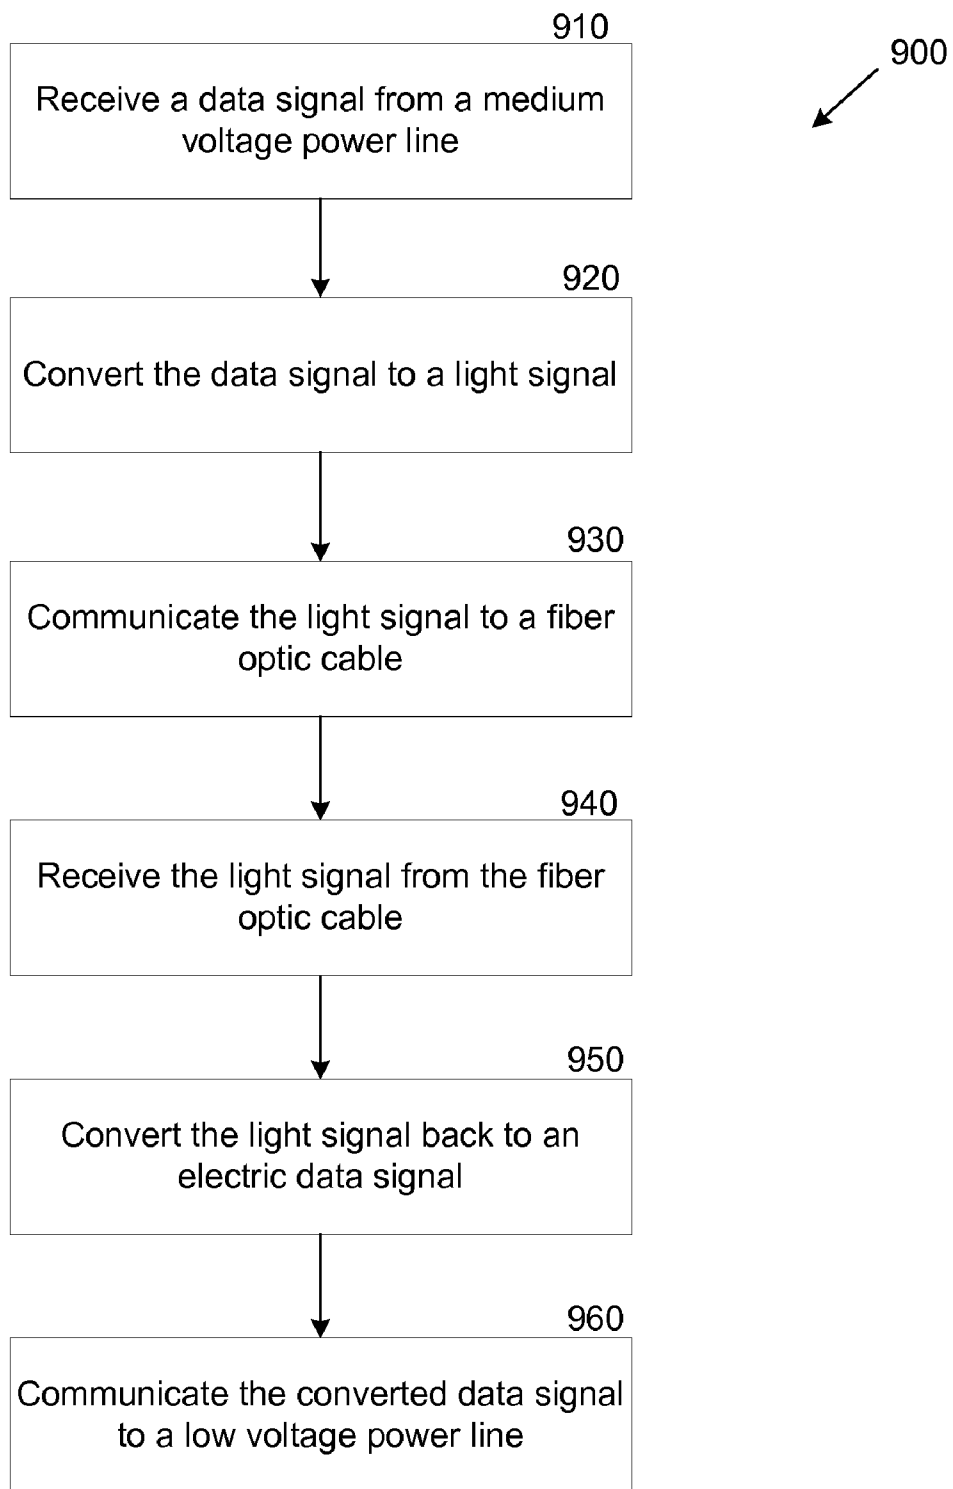 910
900
Receive a data signal from a medium
voltage power line
920
Convert the data signal to a light signal
930
Communicate the light signal to a fiber
optic cable
940
Receive the light signal from the fiber
optic cable
950
Convert the light signal back to an
electric data signal
960
Communicate the converted data signal
to a low voltage power line